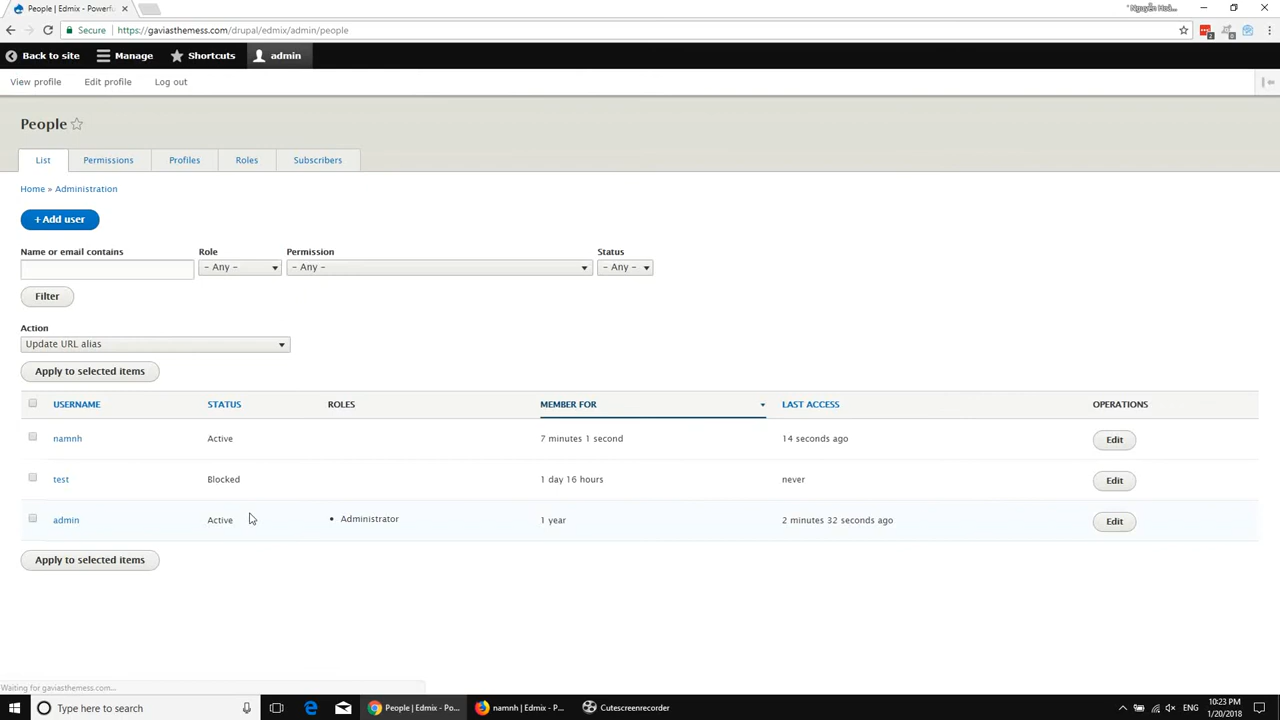 People | Edmix - Powerfu
Nguyễn Hoà...
Secure
https://gaviasthemess.com/drupal/edmix/admin/people
Back to site
Manage
Shortcuts
admin
View profile
Edit profile
Log out
People
List
Permissions
Profiles
Roles
Subscribers
Home » Administration
+ Add user
Name or email contains
Role
Permission
Status
- Any -
- Any -
- Any -
Filter
Action
Update URL alias
Apply to selected items
USERNAME
STATUS
ROLES
MEMBER FOR
LAST ACCESS
OPERATIONS
namnh
Active
7 minutes 1 second
14 seconds ago
Edit
test
Blocked
1 day 16 hours
never
Edit
admin
Active
Administrator
1 year
2 minutes 32 seconds ago
Edit
Apply to selected items
Waiting for gaviasthemess.com...
Type here to search
People | Edmix - Po...
namnh | Edmix - P...
Cutescreenrecorder
ENG
10:23 PM
1/20/2018